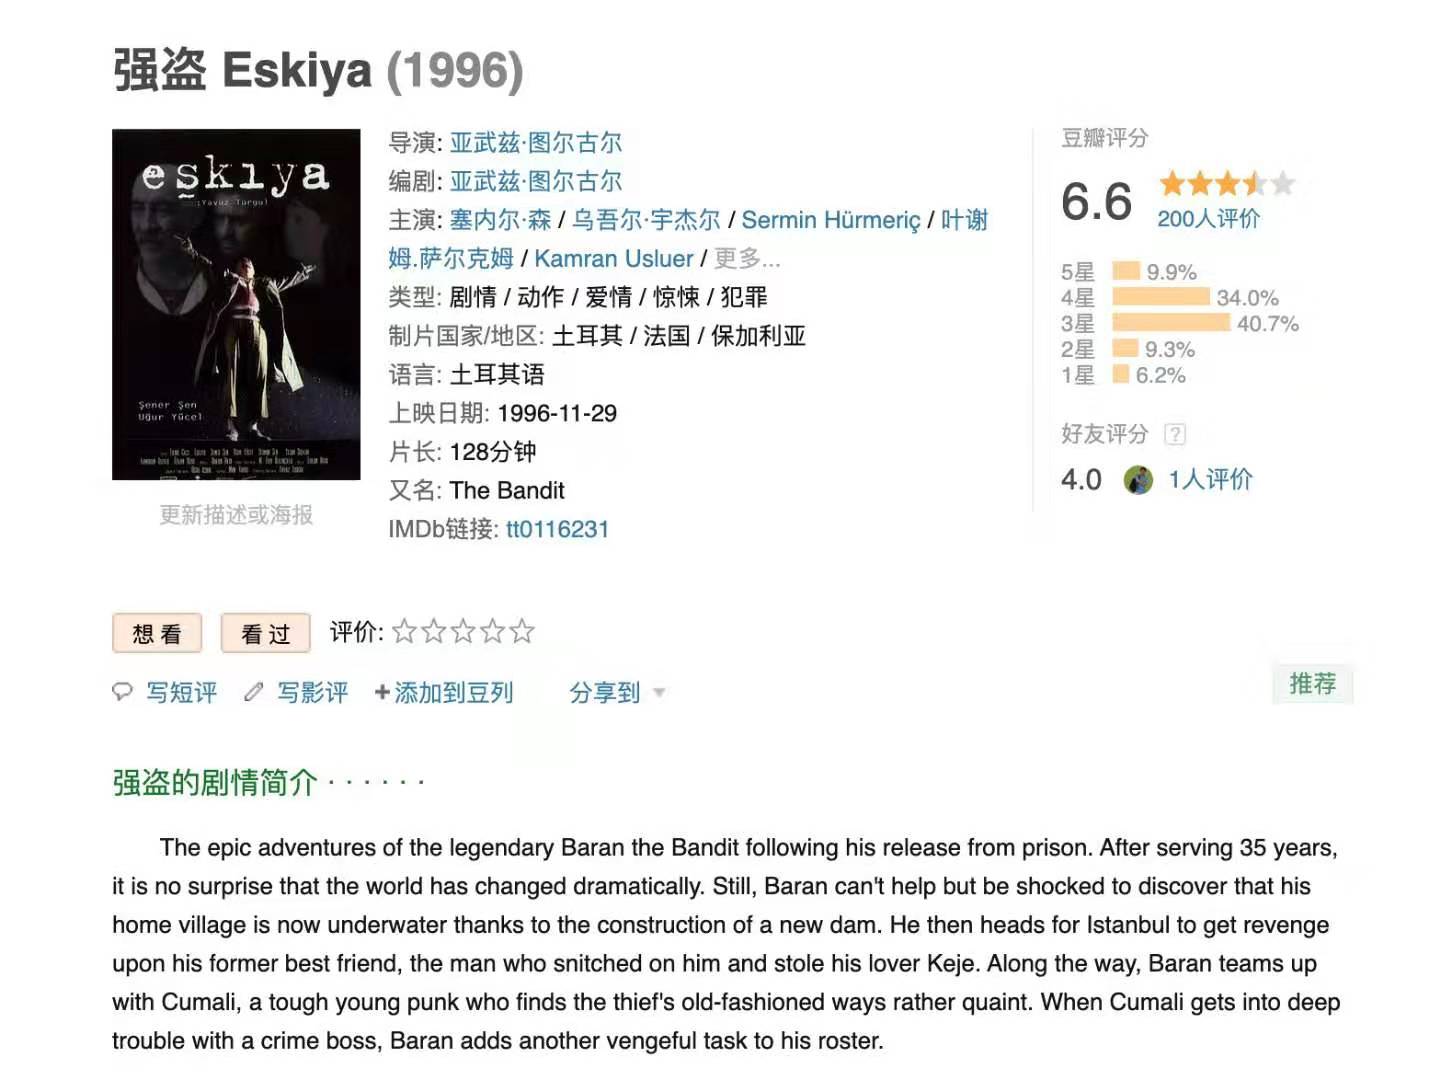 强盗 Eskiya (1996)
eşkıya
(Yavuz Turgul)
Şener Şen
Uğur Yücel
更新描述或海报
导演: 亚武兹·图尔古尔
编剧: 亚武兹·图尔古尔
主演: 塞内尔·森 / 乌吾尔·宇杰尔 / Sermin Hürmeriç / 叶谢
姆.萨尔克姆 / Kamran Usluer / 更多...
类型: 剧情 / 动作 / 爱情 / 惊悚 / 犯罪
制片国家/地区: 土耳其 / 法国 / 保加利亚
语言: 土耳其语
上映日期: 1996-11-29
片长: 128分钟
又名: The Bandit
IMDb链接: tt0116231
豆瓣评分
6.6
200人评价
5星 9.9%
4星 34.0%
3星 40.7%
2星 9.3%
1星 6.2%
好友评分 ?
4.0 1人评价
想看 看过 评价:
写短评 写影评 +添加到豆列 分享到
推荐
强盗的剧情简介 · · · · · ·
The epic adventures of the legendary Baran the Bandit following his release from prison. After serving 35 years,
it is no surprise that the world has changed dramatically. Still, Baran can't help but be shocked to discover that his
home village is now underwater thanks to the construction of a new dam. He then heads for Istanbul to get revenge
upon his former best friend, the man who snitched on him and stole his lover Keje. Along the way, Baran teams up
with Cumali, a tough young punk who finds the thief's old-fashioned ways rather quaint. When Cumali gets into deep
trouble with a crime boss, Baran adds another vengeful task to his roster.